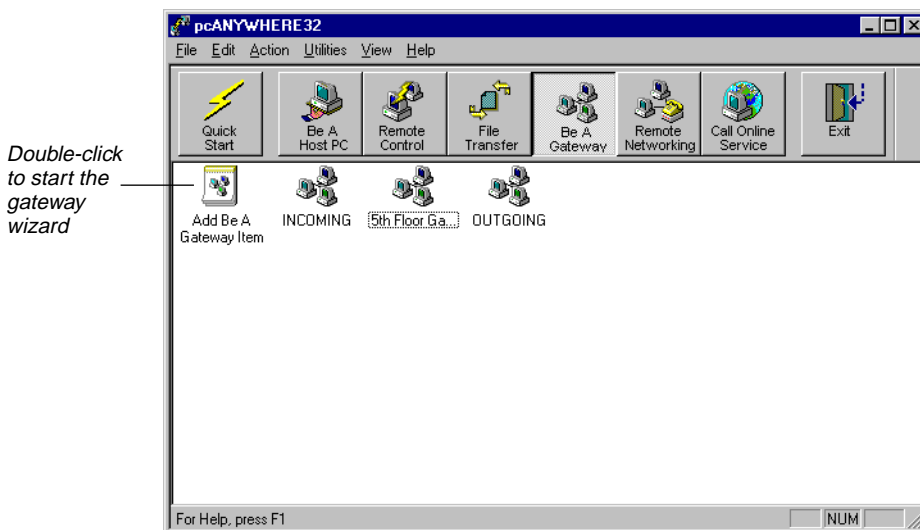 pcANYWHERE32
File Edit Action Utilities View Help
Quick
Start
Be A
Host PC
Remote
Control
File
Transfer
Be A
Gateway
Remote
Networking
Call Online
Service
Exit
Double-click
to start the
gateway
wizard
Add Be A
Gateway Item
INCOMING
5th Floor Ga...
OUTGOING
For Help, press F1
NUM